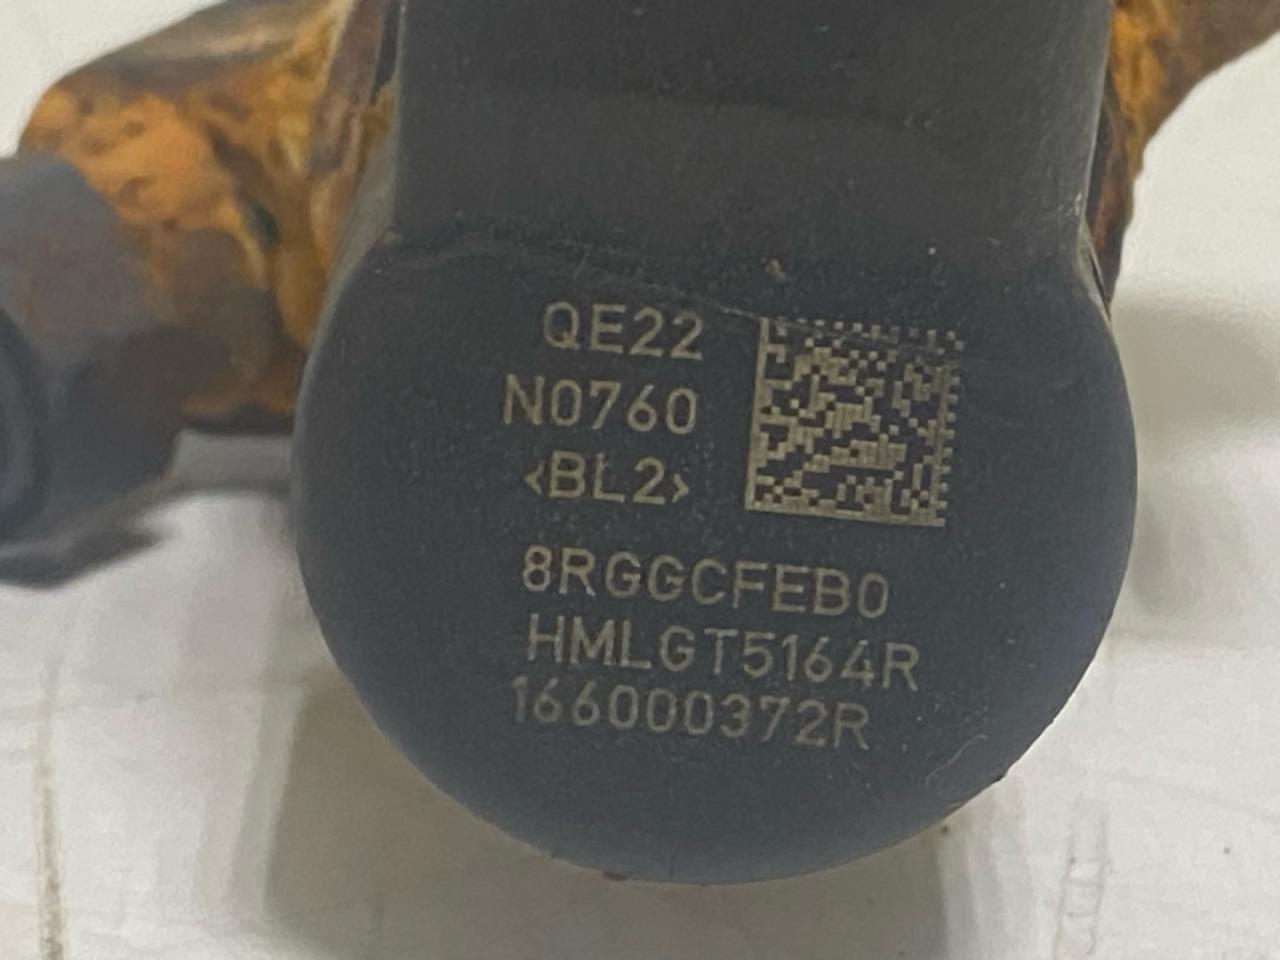 QE22
N0760
<BL2>
8RGGCFEB0
HMLGT5164R
166000372R